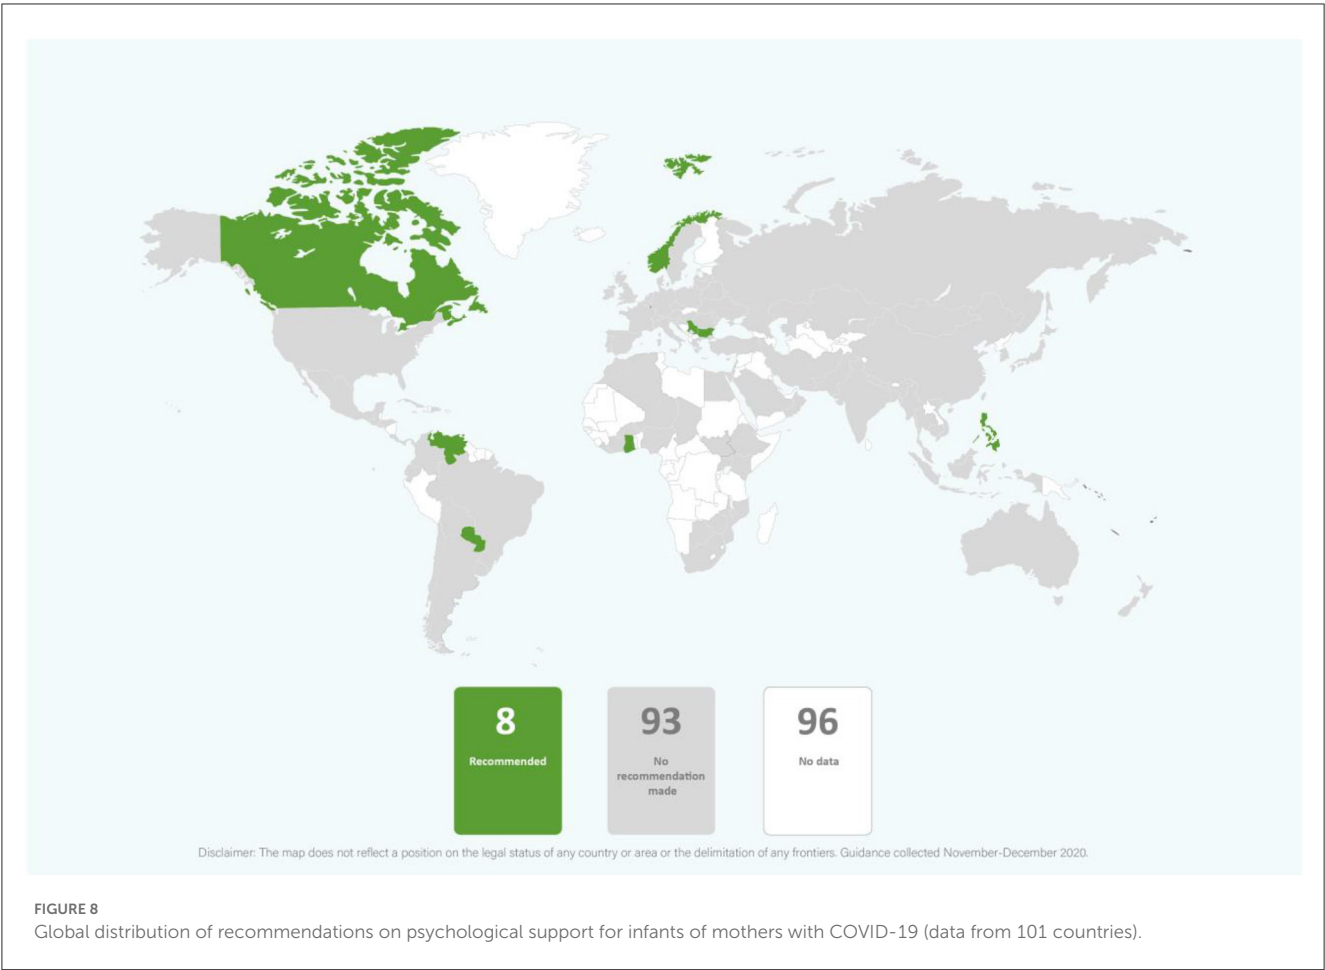 8
Recommended
93
No
recommendation
made
96
No data
Disclaimer: The map does not reflect a position on the legal status of any country or area or the delimitation of any frontiers. Guidance collected November-December 2020.
FIGURE 8
Global distribution of recommendations on psychological support for infants of mothers with COVID-19 (data from 101 countries).